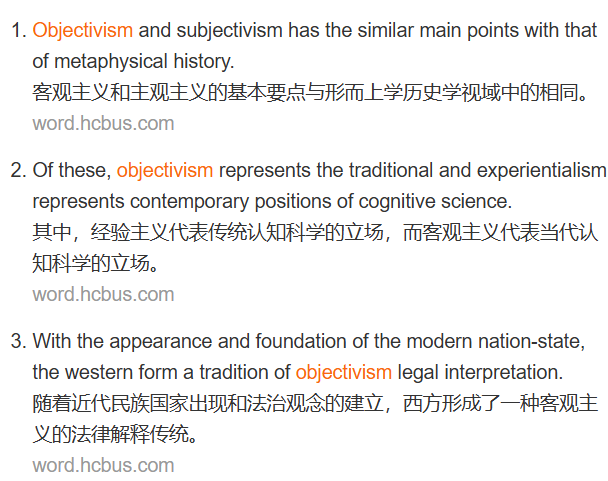 1. Objectivism and subjectivism has the similar main points with that
of metaphysical history.
客观主义和主观主义的基本要点与形而上学历史学视域中的相同。
word.hcbus.com
2. Of these, objectivism represents the traditional and experientialism
represents contemporary positions of cognitive science.
其中，经验主义代表传统认知科学的立场，而客观主义代表当代认
知科学的立场。
word.hcbus.com
3. With the appearance and foundation of the modern nation-state,
the western form a tradition of objectivism legal interpretation.
随着近代民族国家出现和法治观念的建立，西方形成了一种客观主
义的法律解释传统。
word.hcbus.com